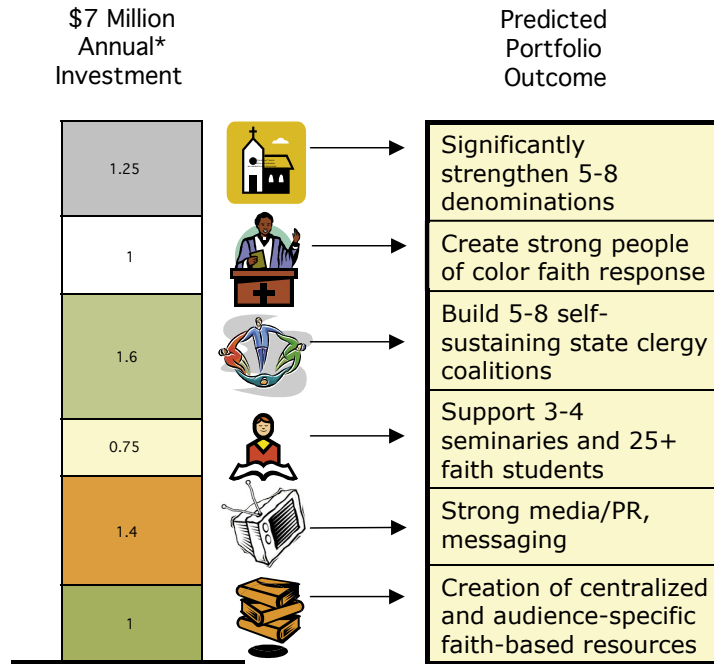 $7 Million
Annual*
Investment
Predicted
Portfolio
Outcome
1.25
Significantly
strengthen 5-8
denominations
1
Create strong people
of color faith response
1.6
Build 5-8 self-
sustaining state clergy
coalitions
0.75
Support 3-4
seminaries and 25+
faith students
1.4
Strong media/PR,
messaging
1
Creation of centralized
and audience-specific
faith-based resources